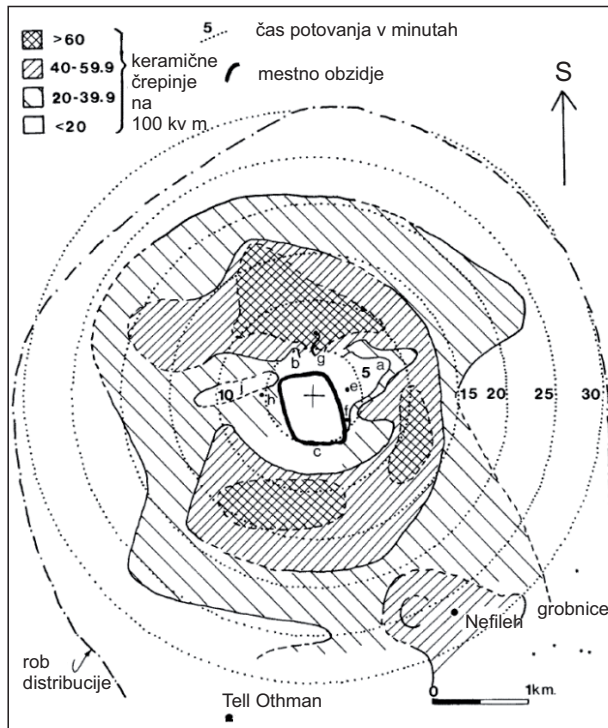 >60
40-59.9
20-39.9
<20
keramične
črepinje
na
100 kv m
5 čas potovanja v minutah
mestno obzidje
S
b
g
5
a
10
h
e
f
c
15
20
25
30
Nefileh
grobnice
rob
distribucije
Tell Othman
0
1km.